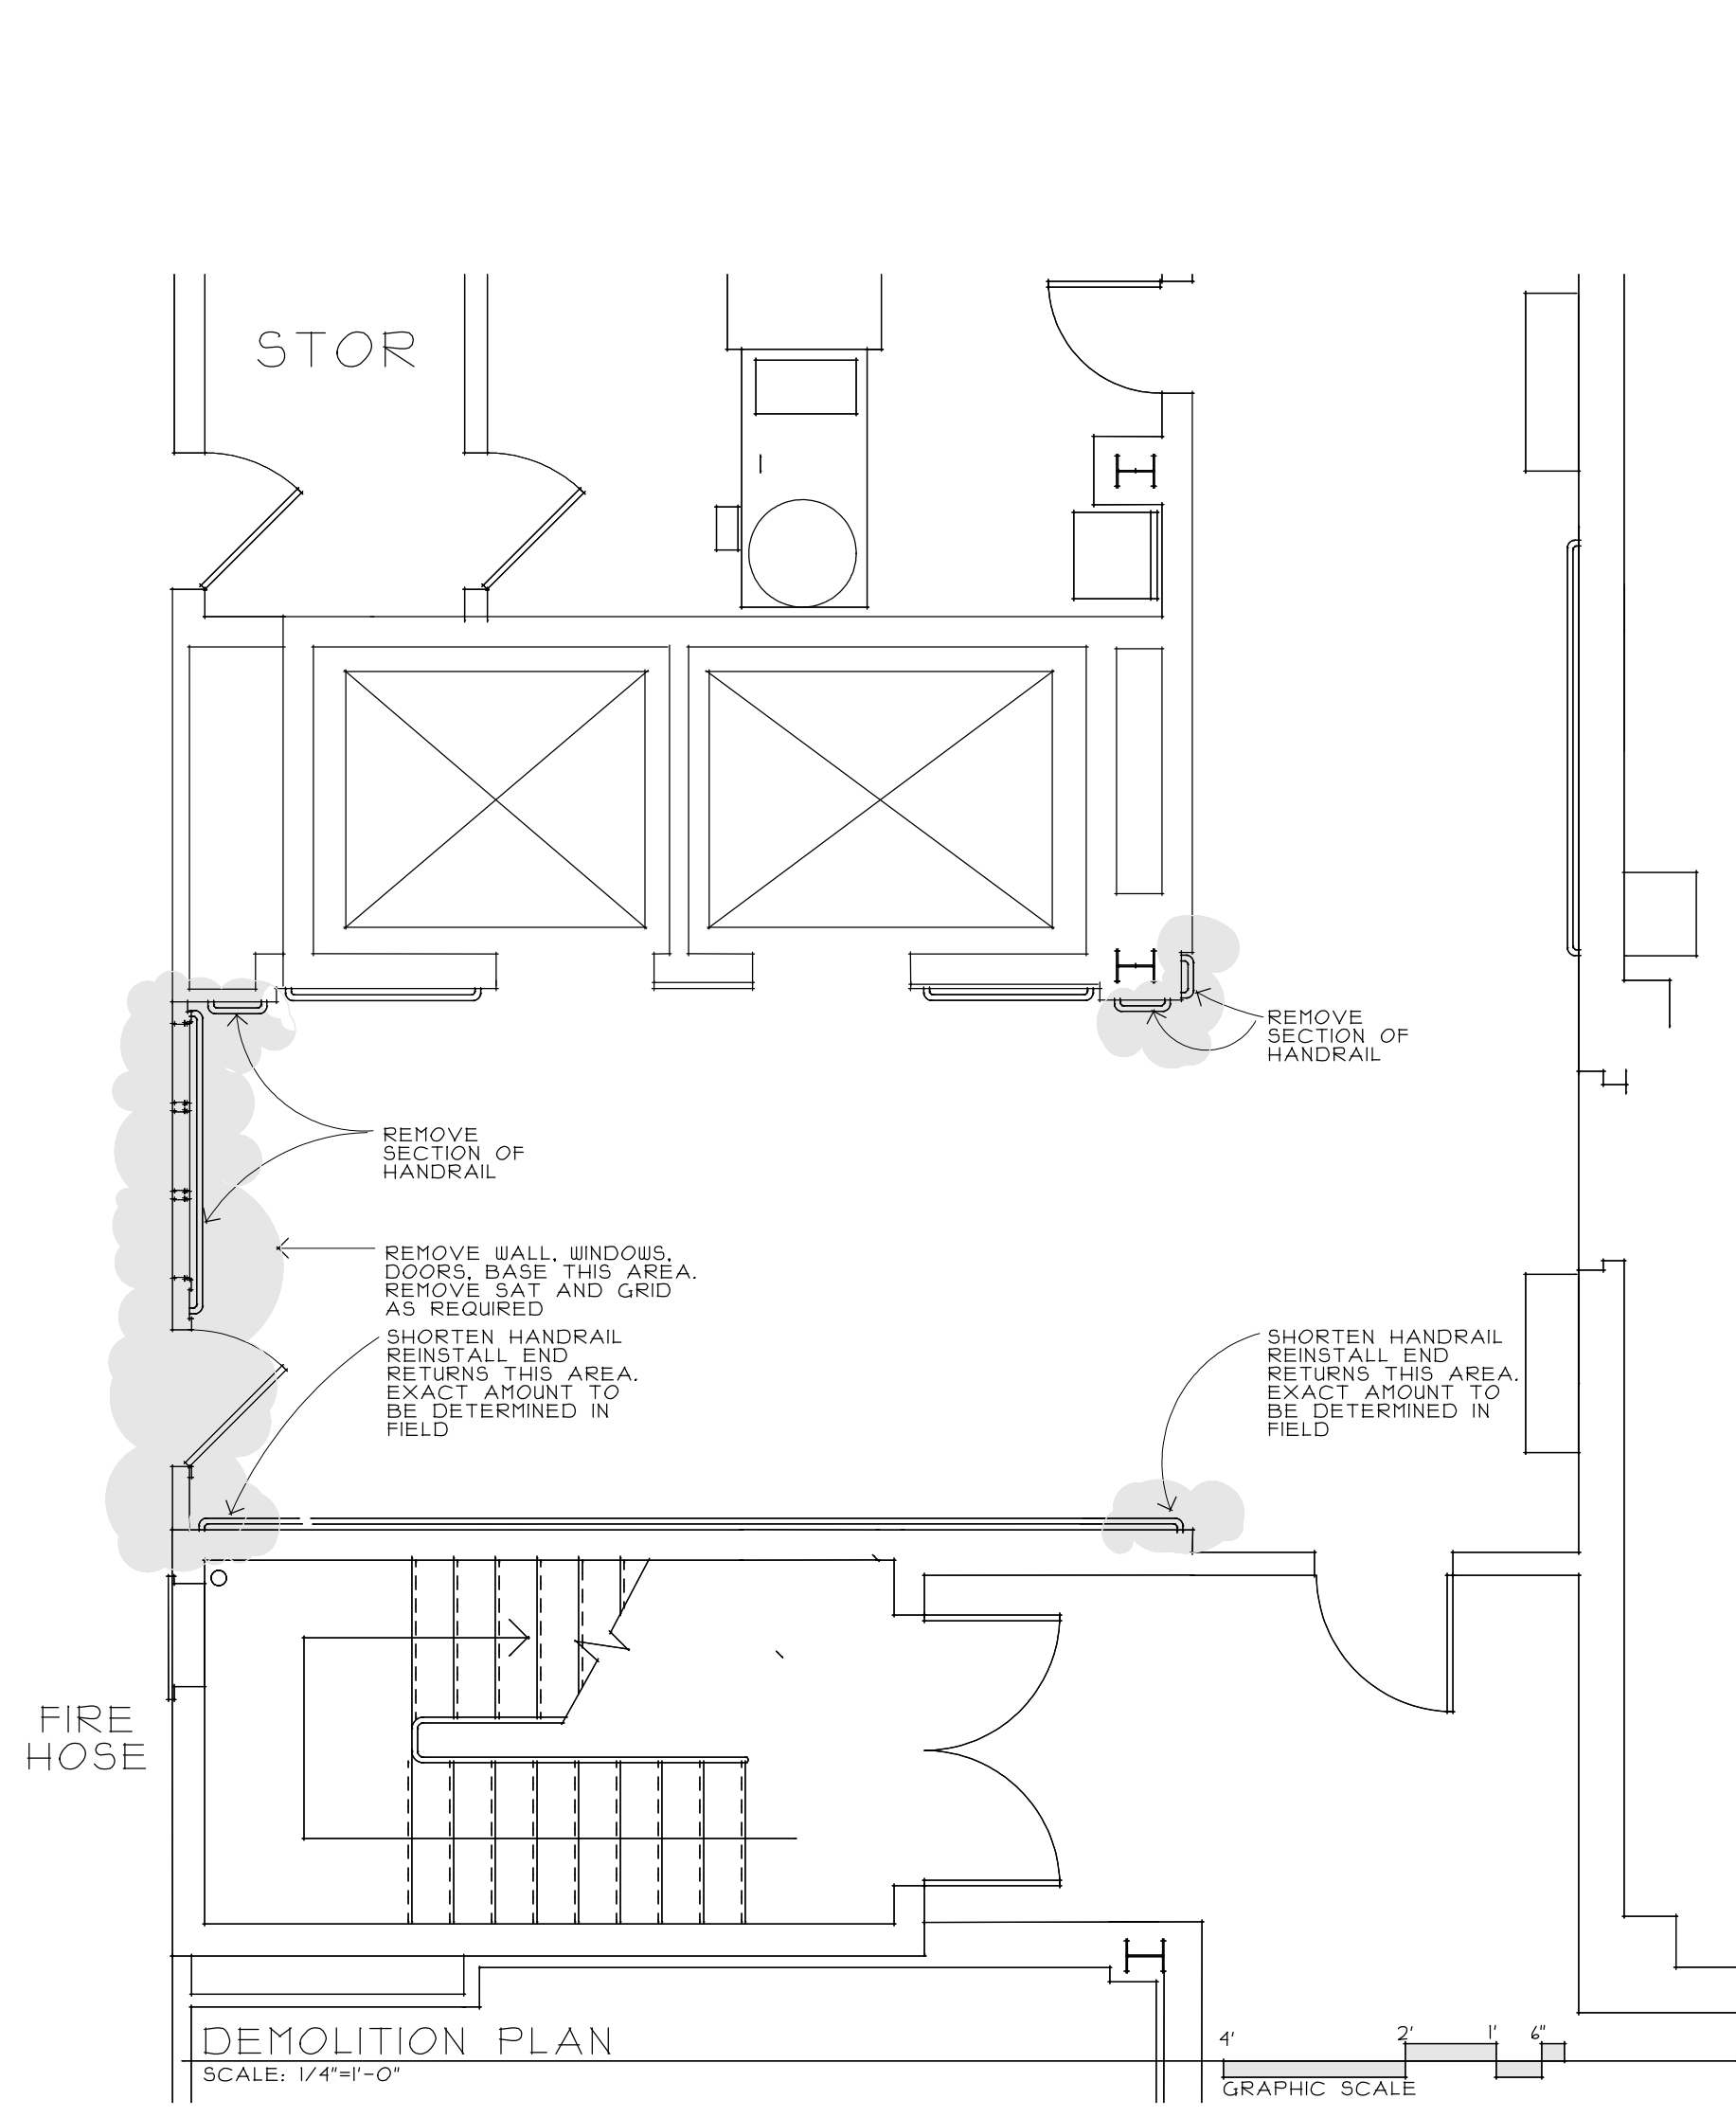 STOR
REMOVE
SECTION OF
HANDRAIL
REMOVE
SECTION OF
HANDRAIL
REMOVE WALL, WINDOWS,
DOORS, BASE THIS AREA.
REMOVE SAT AND GRID
AS REQUIRED
SHORTEN HANDRAIL
REINSTALL END
RETURNS THIS AREA.
EXACT AMOUNT TO
BE DETERMINED IN
FIELD
SHORTEN HANDRAIL
REINSTALL END
RETURNS THIS AREA.
EXACT AMOUNT TO
BE DETERMINED IN
FIELD
FIRE
HOSE
DEMOLITION PLAN
SCALE: 1/4"=1'-0"
4' 2' 1' 6"
GRAPHIC SCALE